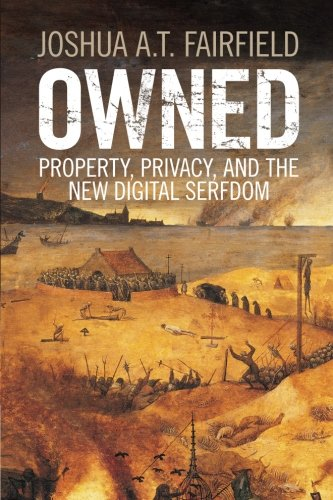 JOSHUA A.T. FAIRFIELD
OWNED
PROPERTY, PRIVACY, AND THE
NEW DIGITAL SERFDOM